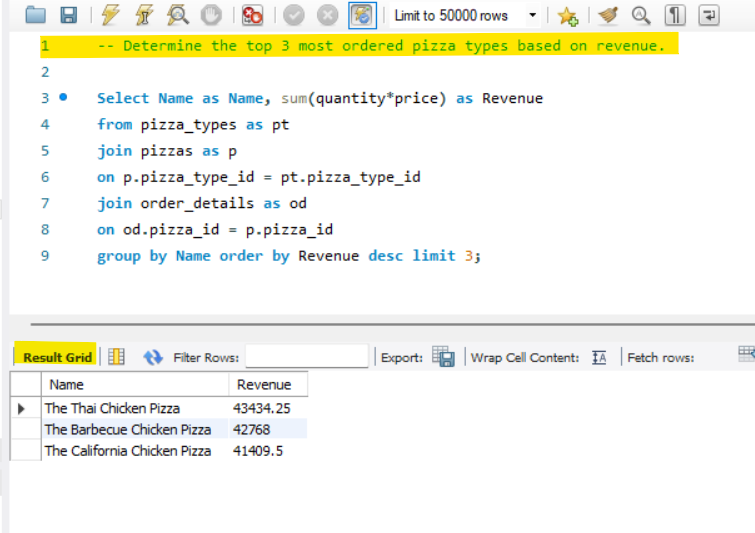 Limit to 50000 rows
1 -- Determine the top 3 most ordered pizza types based on revenue.
2
3 Select Name as Name, sum(quantity*price) as Revenue
4 from pizza_types as pt
5 join pizzas as p
6 on p.pizza_type_id = pt.pizza_type_id
7 join order_details as od
8 on od.pizza_id = p.pizza_id
9 group by Name order by Revenue desc limit 3;
Result Grid Filter Rows: Export: Wrap Cell Content: IA Fetch rows:
Name Revenue
The Thai Chicken Pizza 43434.25
The Barbecue Chicken Pizza 42768
The California Chicken Pizza 41409.5